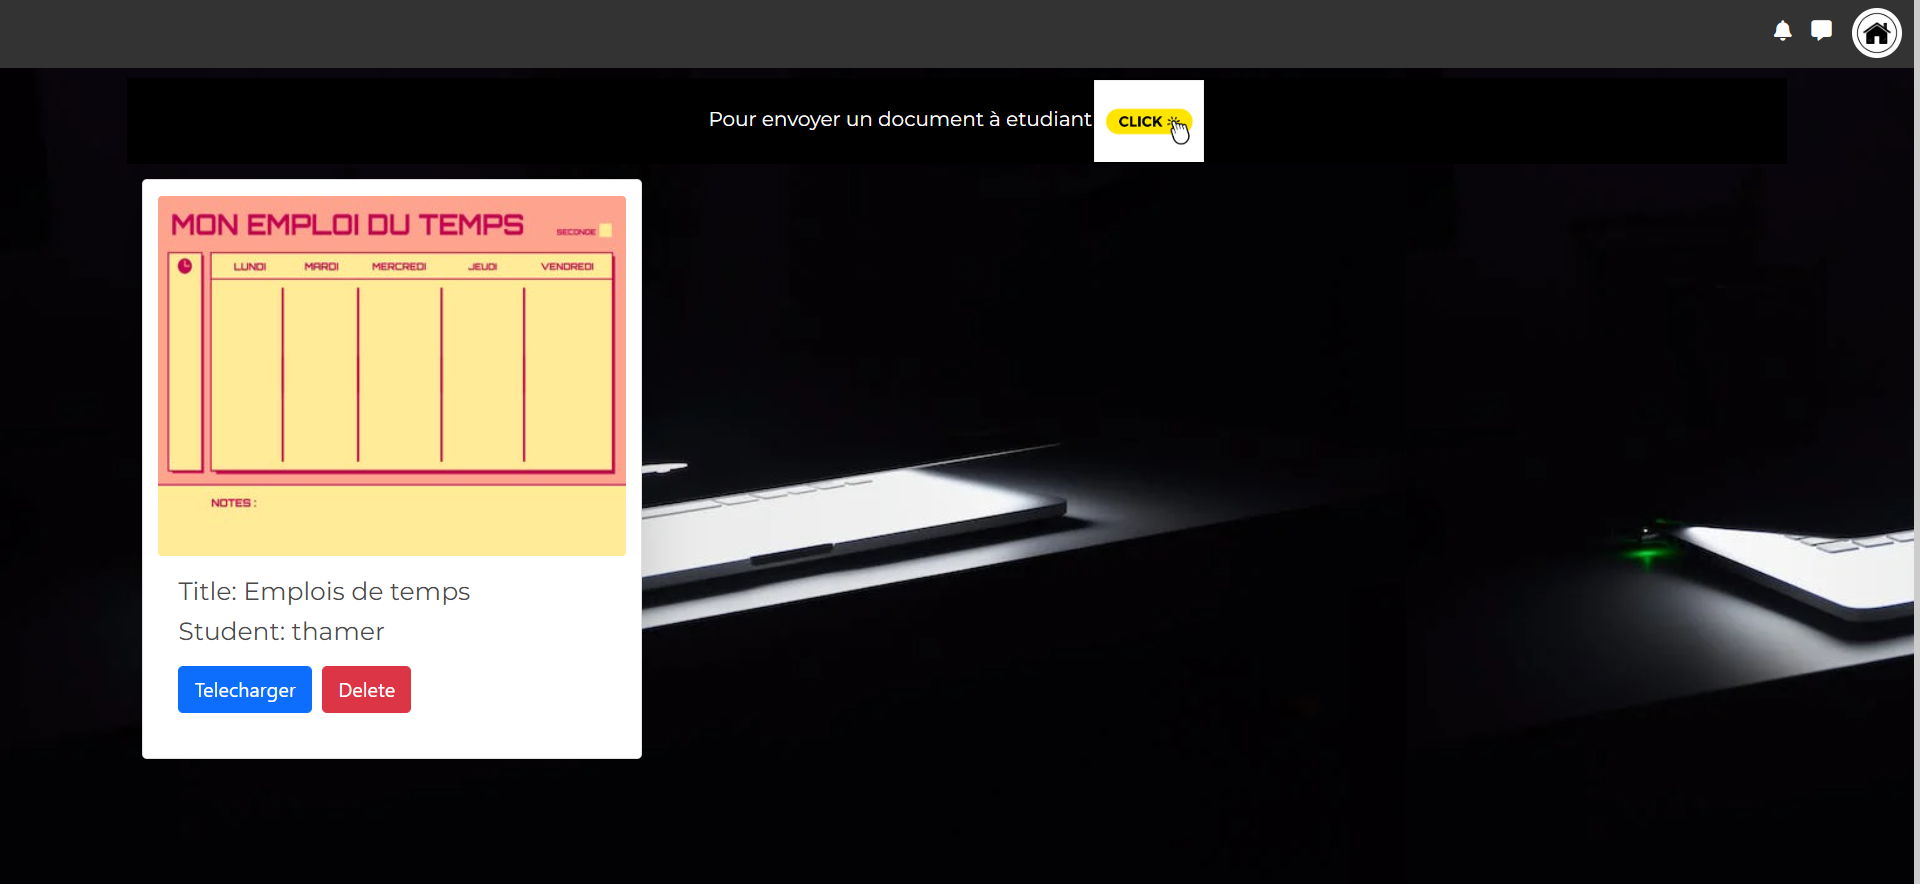 Pour envoyer un document à etudiant
CLICK
MON EMPLOI DU TEMPS
SECONDE
LUNDI MARDI MERCREDI JEUDI VENDREDI
NOTES :
Title: Emplois de temps
Student: thamer
Telecharger Delete